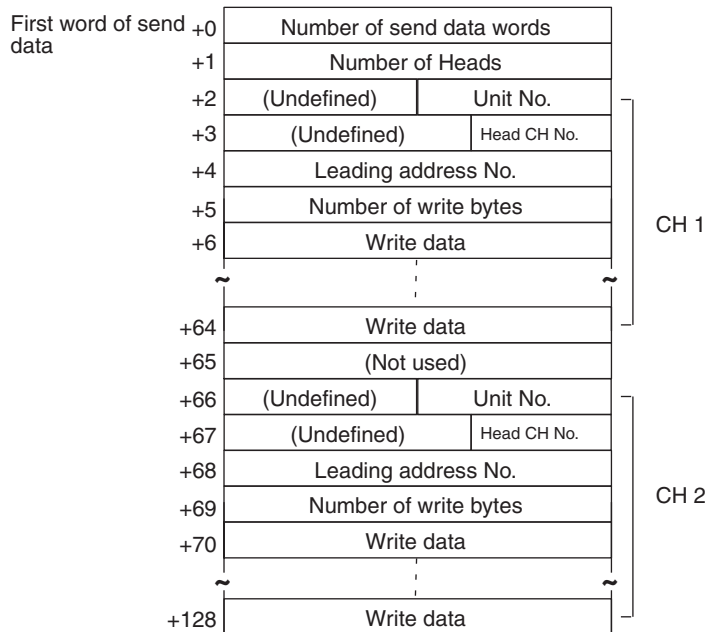 First word of send data
+0 Number of send data words
+1 Number of Heads
+2 (Undefined) Unit No.
+3 (Undefined) Head CH No.
+4 Leading address No.
+5 Number of write bytes
+6 Write data
CH 1
~ ~
+64 Write data
+65 (Not used)
+66 (Undefined) Unit No.
+67 (Undefined) Head CH No.
+68 Leading address No.
+69 Number of write bytes
+70 Write data
CH 2
~ ~
+128 Write data